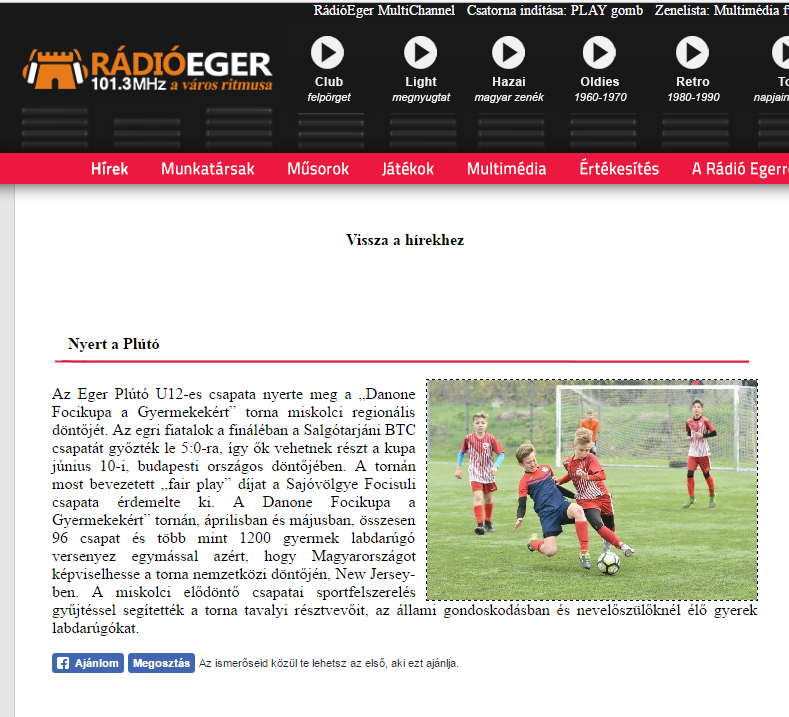 RádióEger MultiChannel Csatorna indítása: PLAY gomb Zenelista: Multimédia f
RÁDIÓEGER
101.3MHz a város ritmusa
Club Light Hazai Oldies Retro To
felpörget megnyugtat magyar zenék 1960-1970 1980-1990 napjain
Hírek Munkatársak Műsorok Játékok Multimédia Értékesítés A Rádió Egerr
Vissza a hírekhez
Nyert a Plútó
Az Eger Plútó U12-es csapata nyerte meg a „Danone
Focikupa a Gyermekekért” torna miskolci regionális
döntőjét. Az egri fiatalok a fináléban a Salgótarjáni BTC
csapatát győzték le 5:0-ra, így ők vehetnek részt a kupa
június 10-i, budapesti országos döntőjében. A tornán
most bevezetett „fair play” díjat a Sajóvölgye Focisuli
csapata érdemelte ki. A Danone Focikupa a
Gyermekekért” tornán, áprilisban és májusban, összesen
96 csapat és több mint 1200 gyermek labdarúgó
versenyez egymással azért, hogy Magyarországot
képviselhesse a torna nemzetközi döntőjén, New Jersey-
ben. A miskolci elődöntő csapatai sportfelszerelés
gyűjtéssel segítették a torna tavalyi résztvevőit, az állami gondoskodásban és nevelőszülőknél élő gyerek
labdarúgókat.
Ajánlom Megosztás Az ismerőseid közül te lehetsz az első, aki ezt ajánlja.